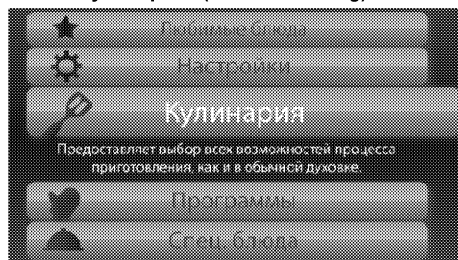 Любимые блюда
Настройки
Кулинария
Предоставляет выбор всех возможностей процесса
приготовления, как и в обычной духовке.
Программы
Спец. блюда